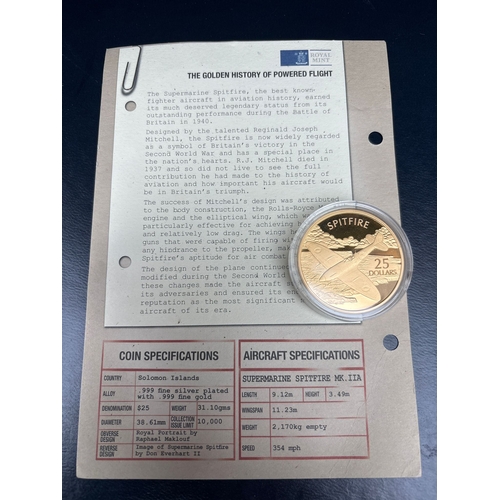 ROYAL
MINT
THE GOLDEN HISTORY OF POWERED FLIGHT
The Supermarine Spitfire, the best known
fighter aircraft in aviation history, earned
its much deserved legendary status from its
outstanding performance during the Battle of
Britain in 1940.
Designed by the talented Reginald Joseph
Mitchell, the Spitfire is now widely regarded
as a symbol of Britain's victory in the
Second World War and has a special place in
the nation's hearts. R.J. Mitchell died in
1937 and so did not live to see the full
contribution he had made to the history of
aviation and how important his aircraft would
be in Britain's triumph.
The success of Mitchell's design was attributed
to the body construction, the Rolls-Royce
engine and the elliptical wing, which
particularly effective for achieving
and relatively low drag. The wings
guns that were capable of firing
any hindrance to the propeller,
Spitfire's aptitude for air
The design of the plane
modified during the Second
these changes made the aircraft
its adversaries and ensured
reputation as the most significant
aircraft of its era.
SPITFIRE
25
DOLLARS
COIN SPECIFICATIONS
COUNTRY Solomon Islands
ALLOY .999 fine silver plated
with .999 fine gold
DENOMINATION $25 WEIGHT 31.10gms
DIAMETER 38.61mm COLLECTION
ISSUE LIMIT 10,000
OBVERSE
DESIGN Royal Portrait by
Raphael Maklouf
REVERSE
DESIGN Image of Supermarine Spitfire
by Don Everhart II
AIRCRAFT SPECIFICATIONS
SUPERMARINE SPITFIRE MK.IIA
LENGTH 9.12m HEIGHT 3.49m
WINGSPAN 11.23m
WEIGHT 2,170kg empty
SPEED 354 mph